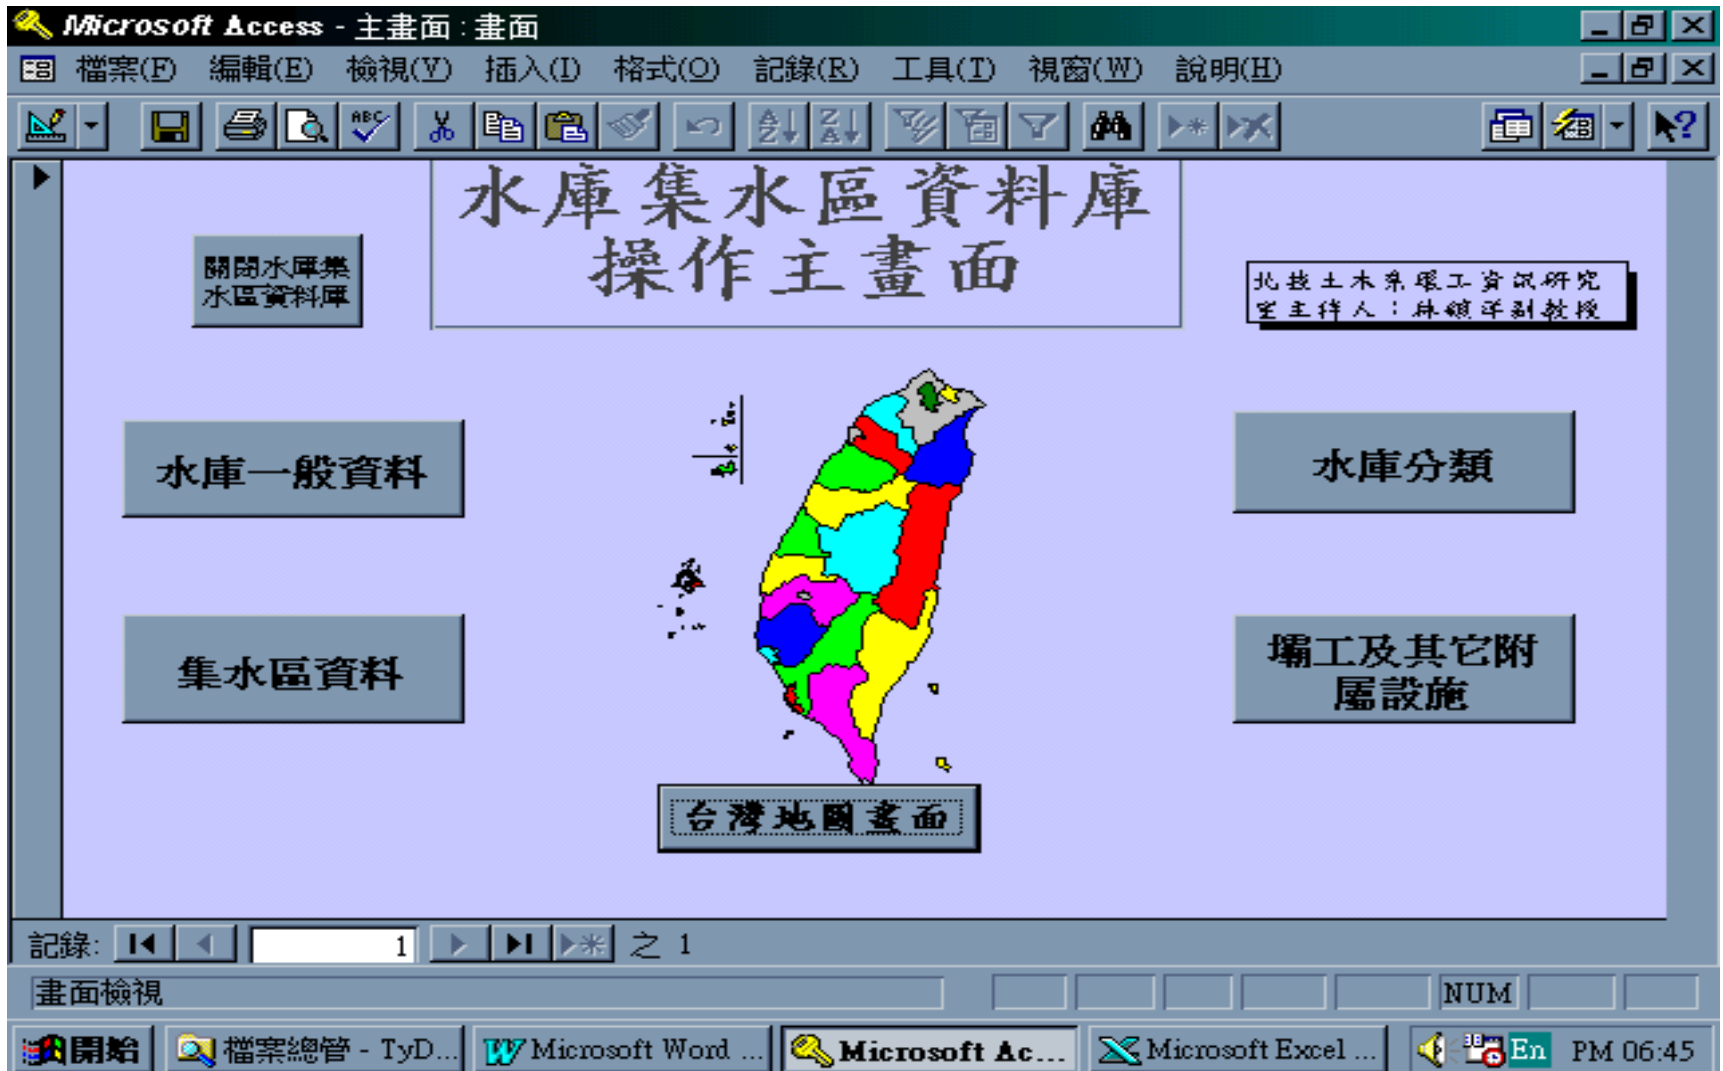 Microsoft Access - 主畫面 : 畫面
檔案(F) 編輯(E) 檢視(V) 插入(I) 格式(O) 記錄(R) 工具(T) 視窗(W) 說明(H)
ABC
水庫集水區資料庫
操作主畫面
關閉水庫集
水區資料庫
北技土木系環工資訊研究
室主持人：林鎮洋副教授
水庫一般資料
水庫分類
集水區資料
壩工及其它附
屬設施
台灣地圖畫面
記錄: 1 之 1
畫面檢視
NUM
開始 檔案總管 - TyD... Microsoft Word ... Microsoft Ac... Microsoft Excel ... En PM 06:45